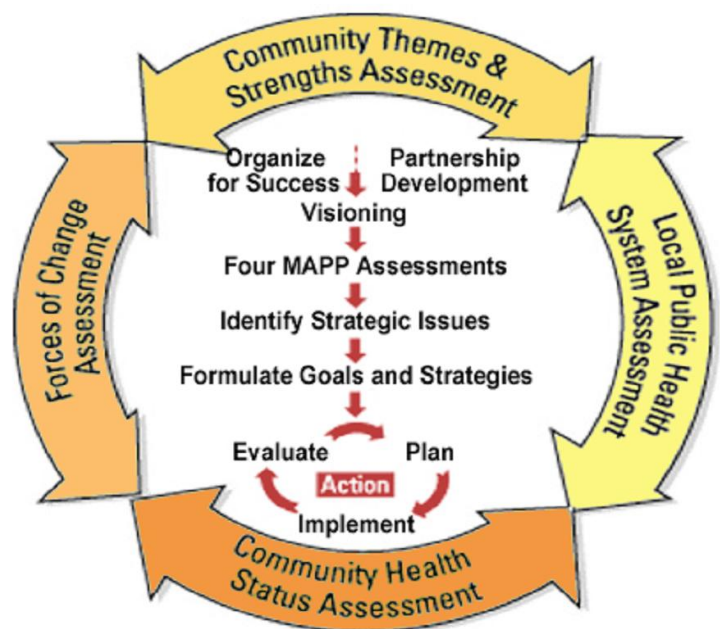 Community Themes &
Strengths Assessment
Organize
for Success
Partnership
Development
Visioning
Four MAPP Assessments
Identify Strategic Issues
Formulate Goals and Strategies
Evaluate
Plan
Action
Implement
Forces of Change
Assessment
Local Public Health
System Assessment
Community Health
Status Assessment